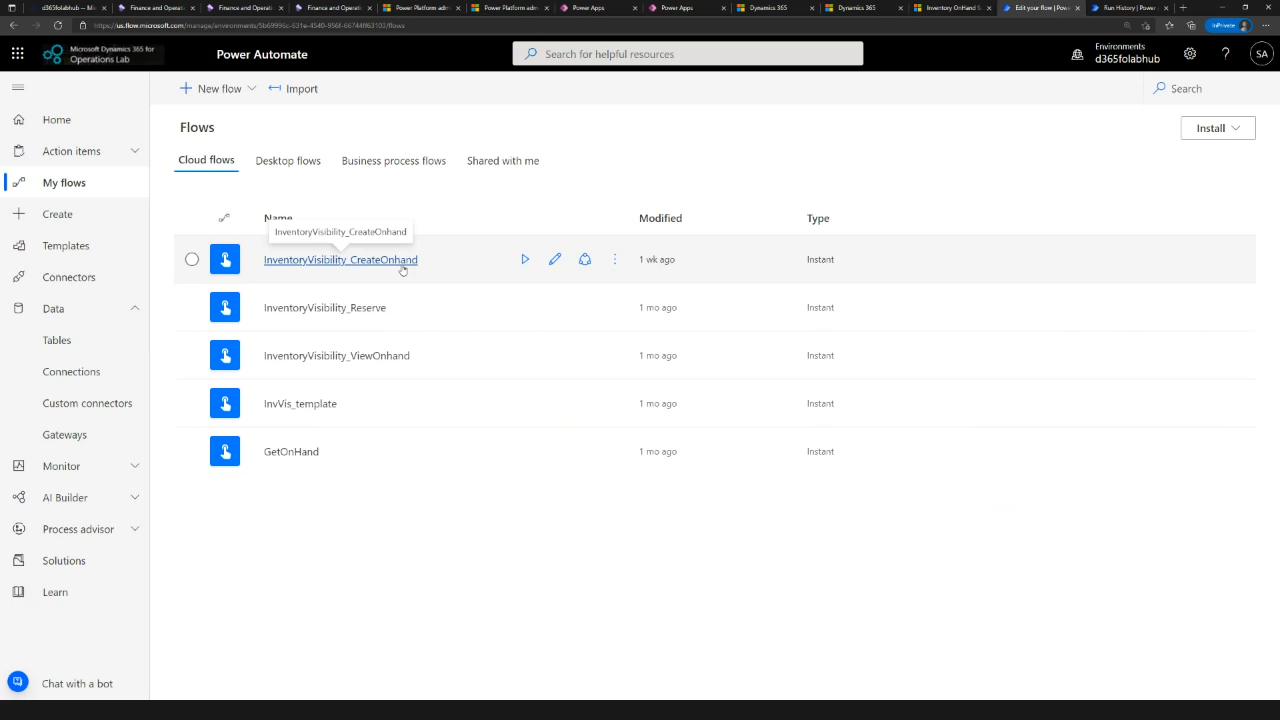 d365folabhub -- Mi
Finance and Operati
Finance and Operati
Finance and Operati
Power Platform adm
Power Platform adm
Power Apps
Power Apps
Dynamics 365
Dynamics 365
Inventory OnHand
Edit your flow | Pow
Run History | Power
https://us.flow.microsoft.com/manage/environments/5b69996c-631e-4540-956f-66744ff63103/flows
InPrivate
Microsoft Dynamics 365 for
Operations Lab
Power Automate
Search for helpful resources
Environments
d365folabhub
SA
New flow
Import
Search
Home
Action items
My flows
Create
Templates
Connectors
Data
Tables
Connections
Custom connectors
Gateways
Monitor
AI Builder
Process advisor
Solutions
Learn
Chat with a bot
Flows
Install
Cloud flows
Desktop flows
Business process flows
Shared with me
Name
Modified
Type
InventoryVisibility_CreateOnhand
InventoryVisibility_CreateOnhand
1 wk ago
Instant
InventoryVisibility_Reserve
1 mo ago
Instant
InventoryVisibility_ViewOnhand
1 mo ago
Instant
InvVis_template
1 mo ago
Instant
GetOnHand
1 mo ago
Instant